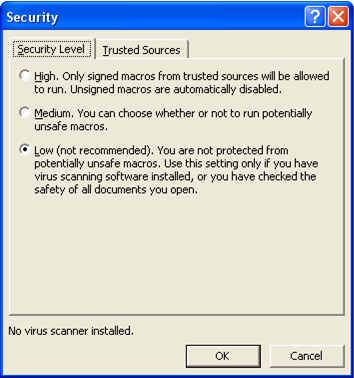 Security
Security Level
Trusted Sources
High. Only signed macros from trusted sources will be allowed
to run. Unsigned macros are automatically disabled.
Medium. You can choose whether or not to run potentially
unsafe macros.
Low (not recommended). You are not protected from
potentially unsafe macros. Use this setting only if you have
virus scanning software installed, or you have checked the
safety of all documents you open.
No virus scanner installed.
OK
Cancel